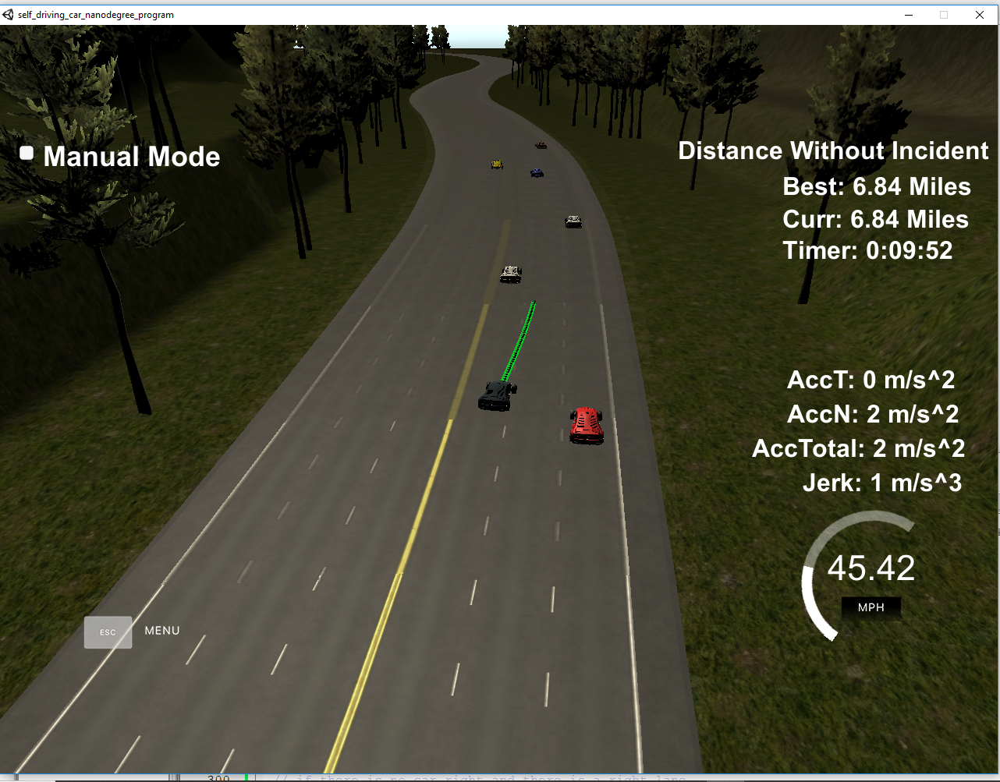 self_driving_car_nanodegree_program
Manual Mode
Distance Without Incident
Best: 6.84 Miles
Curr: 6.84 Miles
Timer: 0:09:52
AccT: 0 m/s^2
AccN: 2 m/s^2
AccTotal: 2 m/s^2
Jerk: 1 m/s^3
45.42
MPH
ESC MENU
300 // if there is no car right and there is a right lane